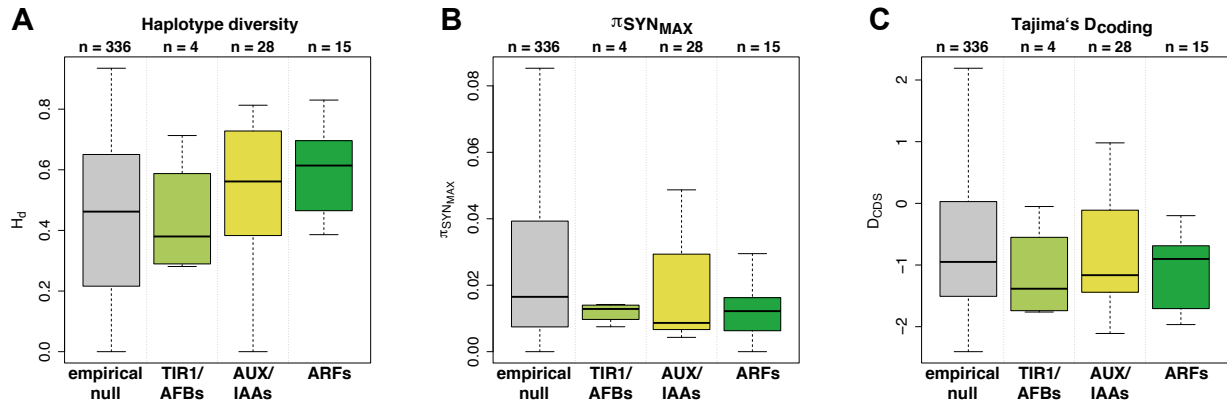 A
Haplotype diversity
n = 336 n = 4 n = 28 n = 15
0.8
0.6
0.4
0.2
0.0
Hd
empirical null
TIR1/ AFBs
AUX/ IAAs
ARFs
B
πSYNMAX
n = 336 n = 4 n = 28 n = 15
0.08
0.06
0.04
0.02
0.00
πSYNMAX
empirical null
TIR1/ AFBs
AUX/ IAAs
ARFs
C
Tajima‘s Dcoding
n = 336 n = 4 n = 28 n = 15
2
1
0
−1
−2
DCDS
empirical null
TIR1/ AFBs
AUX/ IAAs
ARFs